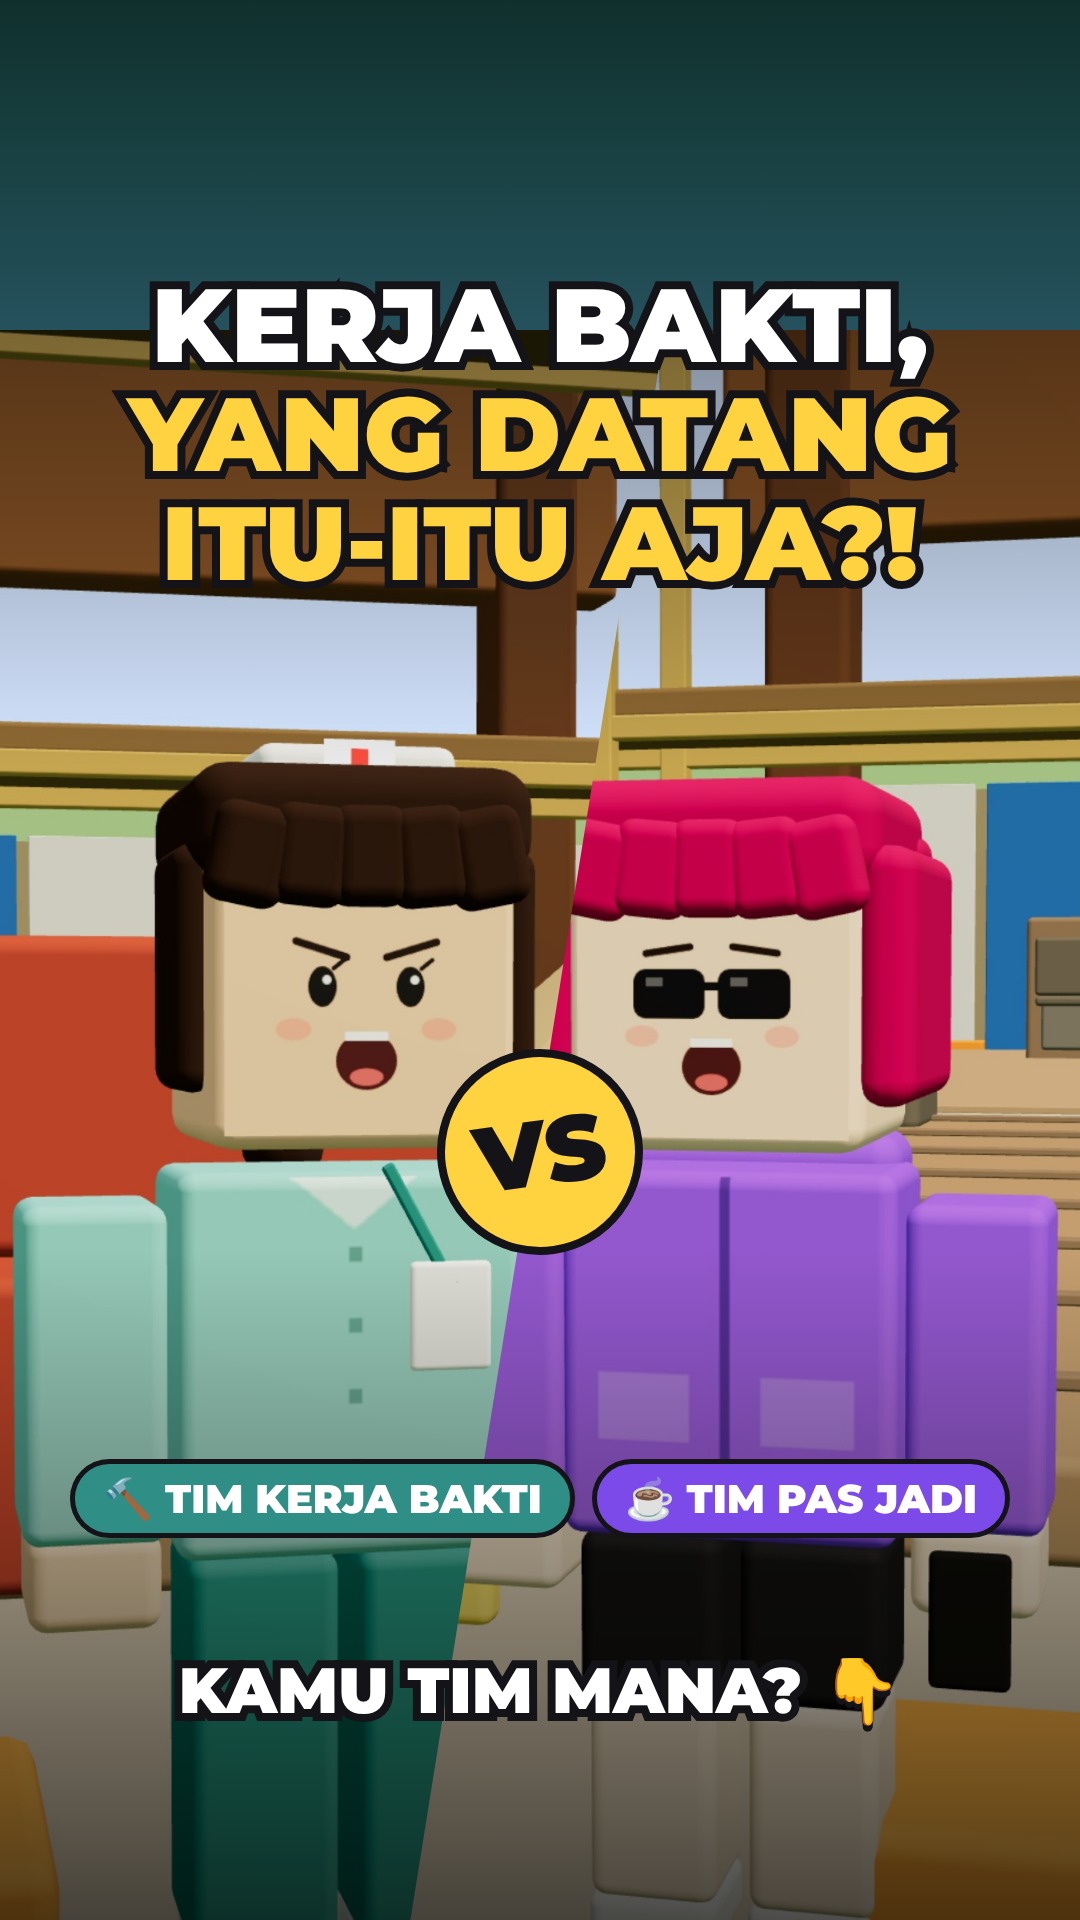 KERJA BAKTI,
YANG DATANG
ITU-ITU AJA?!
VS
🔨 TIM KERJA BAKTI
☕ TIM PAS JADI
KAMU TIM MANA? 👇